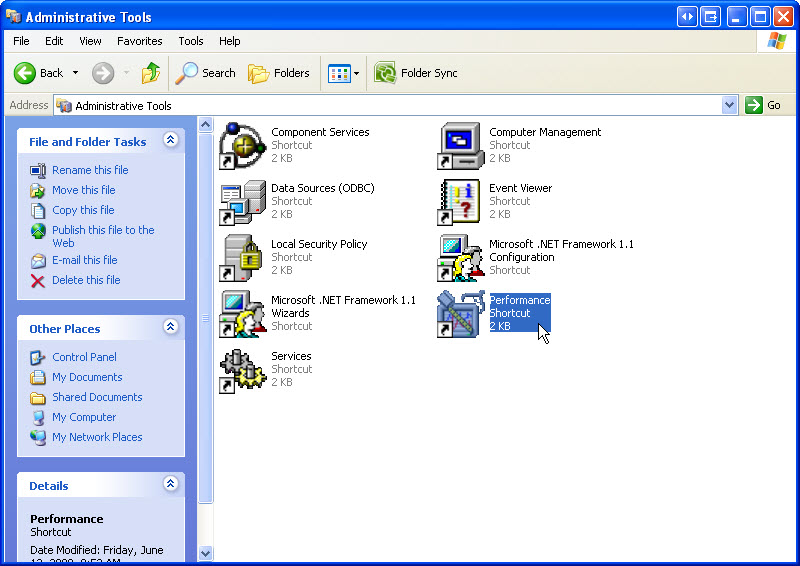 Administrative Tools
File Edit View Favorites Tools Help
Back Search Folders Folder Sync
Address Administrative Tools Go
File and Folder Tasks
Rename this file
Move this file
Copy this file
Publish this file to the
Web
E-mail this file
Delete this file
Other Places
Control Panel
My Documents
Shared Documents
My Computer
My Network Places
Details
Performance
Shortcut
Date Modified: Friday, June
Component Services
Shortcut
2 KB
Computer Management
Shortcut
2 KB
Data Sources (ODBC)
Shortcut
2 KB
Event Viewer
Shortcut
2 KB
Local Security Policy
Shortcut
2 KB
Microsoft .NET Framework 1.1
Configuration
Shortcut
Microsoft .NET Framework 1.1
Wizards
Shortcut
Performance
Shortcut
2 KB
Services
Shortcut
2 KB